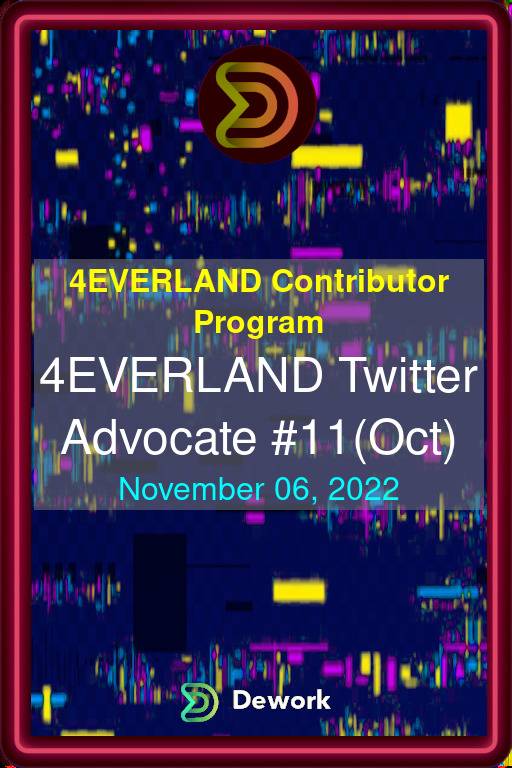 4EVERLAND Contributor
Program
4EVERLAND Twitter
Advocate #11(Oct)
November 06, 2022
Dework